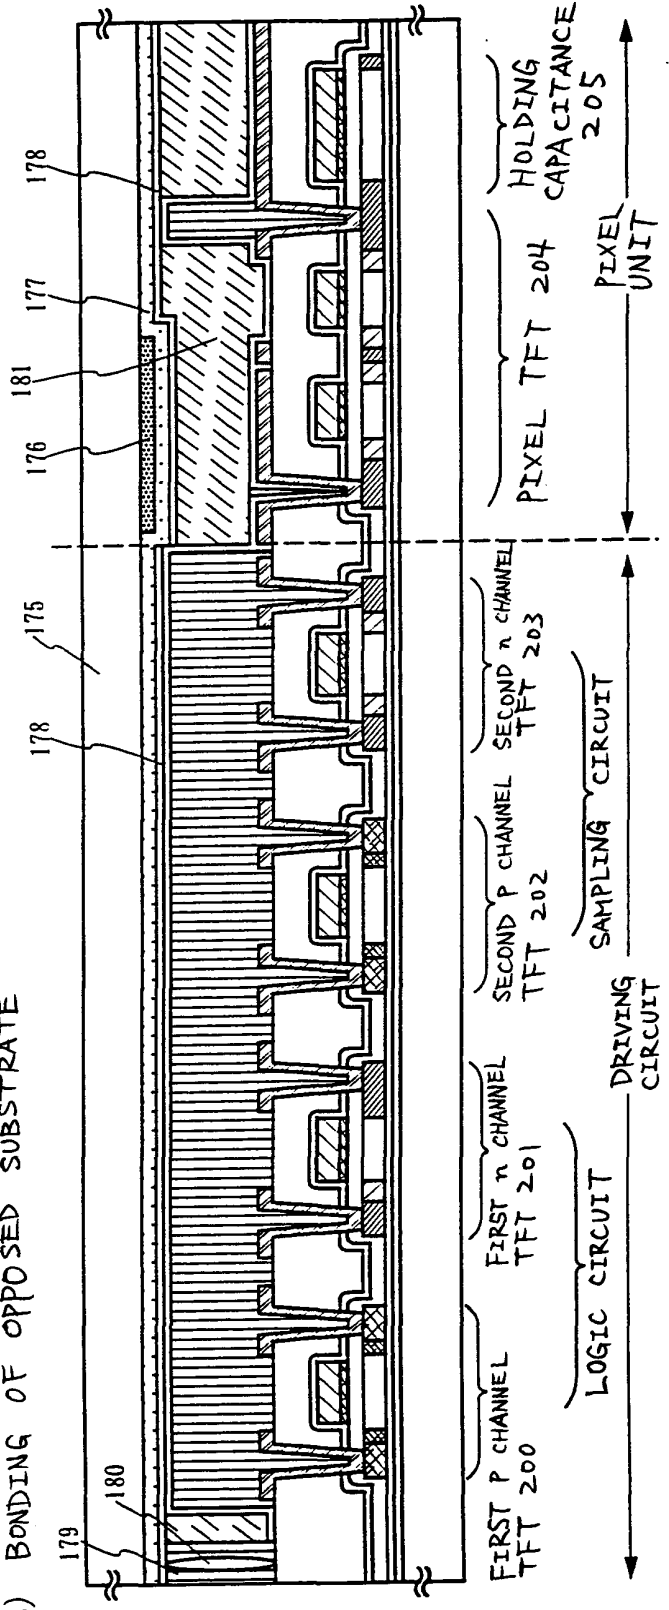 ) BONDING OF OPPOSED SUBSTRATE
179
180
178
175
176
181
177
178
FIRST P CHANNEL
TFT 200
FIRST n CHANNEL
TFT 201
SECOND P CHANNEL
TFT 202
SECOND n CHANNEL
TFT 203
PIXEL TFT 204
HOLDING
CAPACITANCE
205
LOGIC CIRCUIT
SAMPLING CIRCUIT
DRIVING
CIRCUIT
PIXEL
UNIT